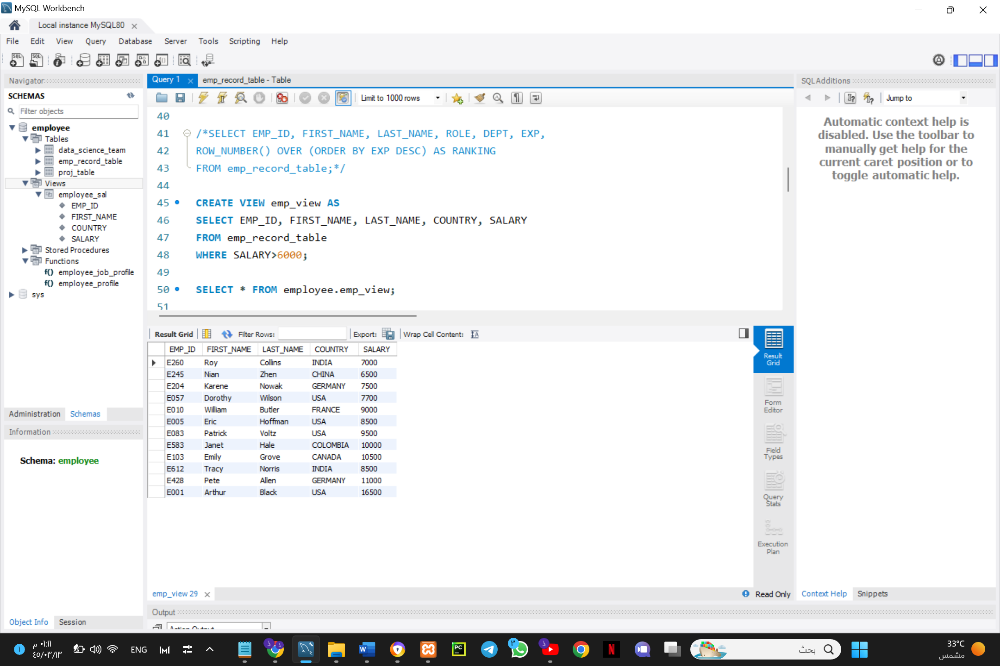 MySQL Workbench
Local instance MySQL80
File Edit View Query Database Server Tools Scripting Help
Navigator
SCHEMAS
Filter objects
employee
Tables
data_science_team
emp_record_table
proj_table
Views
employee_sal
EMP_ID
FIRST_NAME
COUNTRY
SALARY
Stored Procedures
Functions
f() employee_job_profile
f() employee_profile
sys
Administration Schemas
Information
Schema: employee
Object Info Session
Query 1 emp_record_table - Table
Limit to 1000 rows
40
41 /*SELECT EMP_ID, FIRST_NAME, LAST_NAME, ROLE, DEPT, EXP,
42 ROW_NUMBER() OVER (ORDER BY EXP DESC) AS RANKING
43 FROM emp_record_table;*/
44
45 CREATE VIEW emp_view AS
46 SELECT EMP_ID, FIRST_NAME, LAST_NAME, COUNTRY, SALARY
47 FROM emp_record_table
48 WHERE SALARY>6000;
49
50 SELECT * FROM employee.emp_view;
51
Result Grid Filter Rows: Export: Wrap Cell Content:
EMP_ID FIRST_NAME LAST_NAME COUNTRY SALARY
E260 Roy Collins INDIA 7000
E245 Nian Zhen CHINA 6500
E204 Karene Nowak GERMANY 7500
E057 Dorothy Wilson USA 7700
E010 William Butler FRANCE 9000
E005 Eric Hoffman USA 8500
E083 Patrick Voltz USA 9500
E583 Janet Hale COLOMBIA 10000
E103 Emily Grove CANADA 10500
E612 Tracy Norris INDIA 8500
E428 Pete Allen GERMANY 11000
E001 Arthur Black USA 16500
Result
Grid
Form
Editor
Field
Types
Query
Stats
Execution
Plan
emp_view 29
Read Only
Output
Action Output
SQLAdditions
Jump to
Automatic context help is
disabled. Use the toolbar to
manually get help for the
current caret position or to
toggle automatic help.
Context Help Snippets
١
٠١:١١ م
٤٥/٠٣/١٣
ENG
بحث
33°C
مشمس